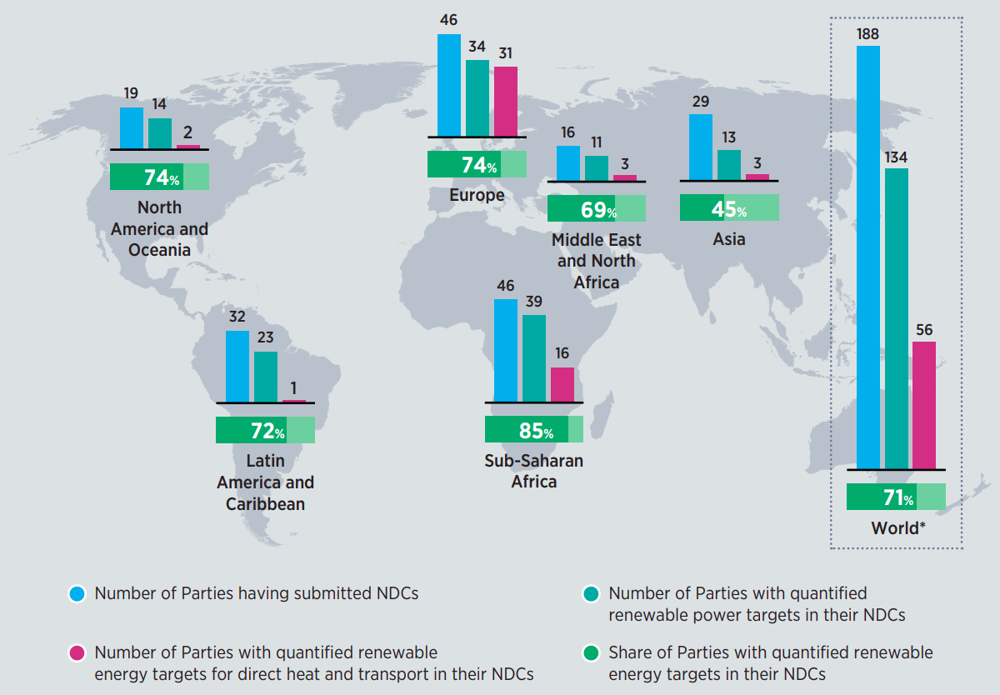 19
14
2
74%
North
America and
Oceania
46
34
31
74%
Europe
16
11
3
69%
Middle East
and North
Africa
29
13
3
45%
Asia
32
23
1
72%
Latin
America and
Caribbean
46
39
16
85%
Sub-Saharan
Africa
188
134
56
71%
World*
Number of Parties having submitted NDCs
Number of Parties with quantified
renewable power targets in their NDCs
Number of Parties with quantified renewable
energy targets for direct heat and transport in their NDCs
Share of Parties with quantified renewable
energy targets in their NDCs